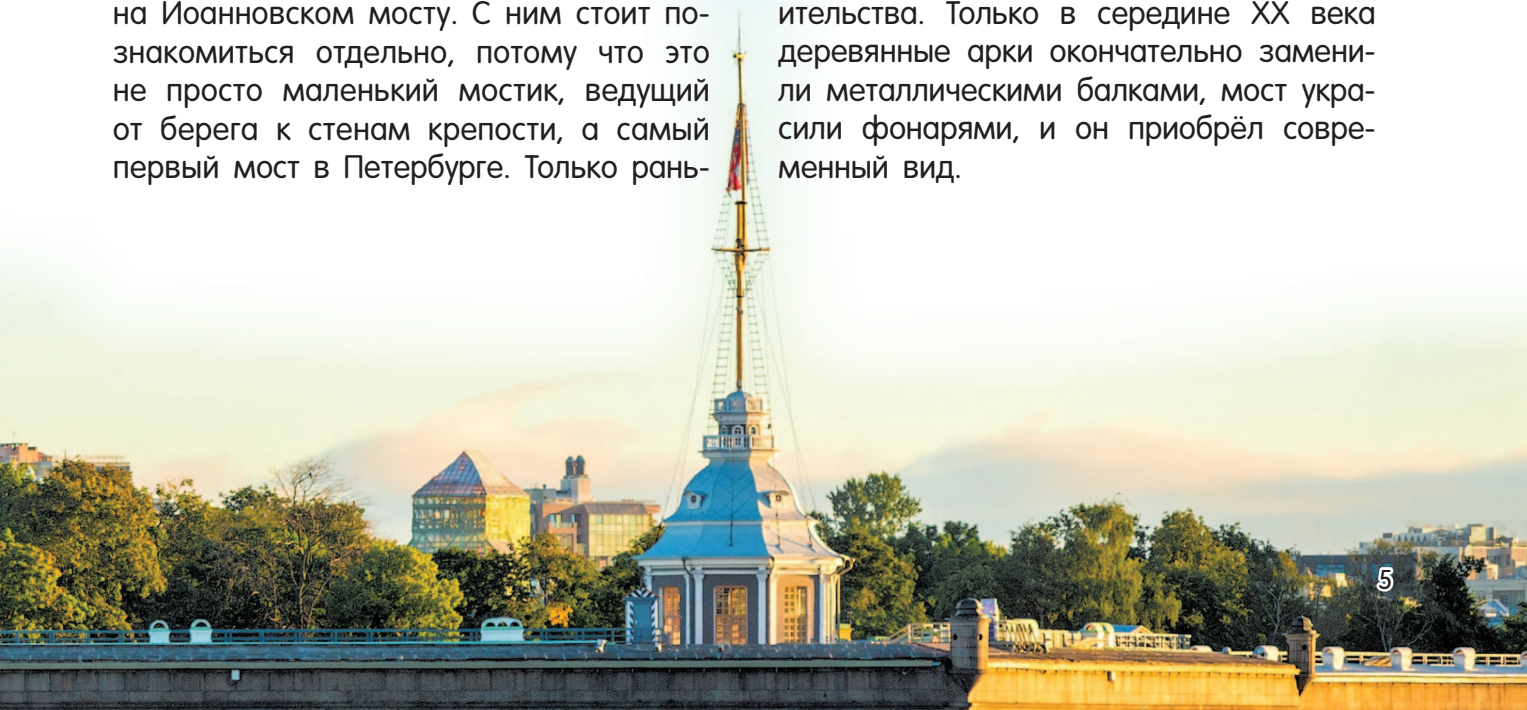 на Иоанновском мосту. С ним стоит по-
знакомиться отдельно, потому что это
не просто маленький мостик, ведущий
от берега к стенам крепости, а самый
первый мост в Петербурге. Только рань-
ительства. Только в середине XX века
деревянные арки окончательно замени-
ли металлическими балками, мост укра-
сили фонарями, и он приобрёл совре-
менный вид.
5